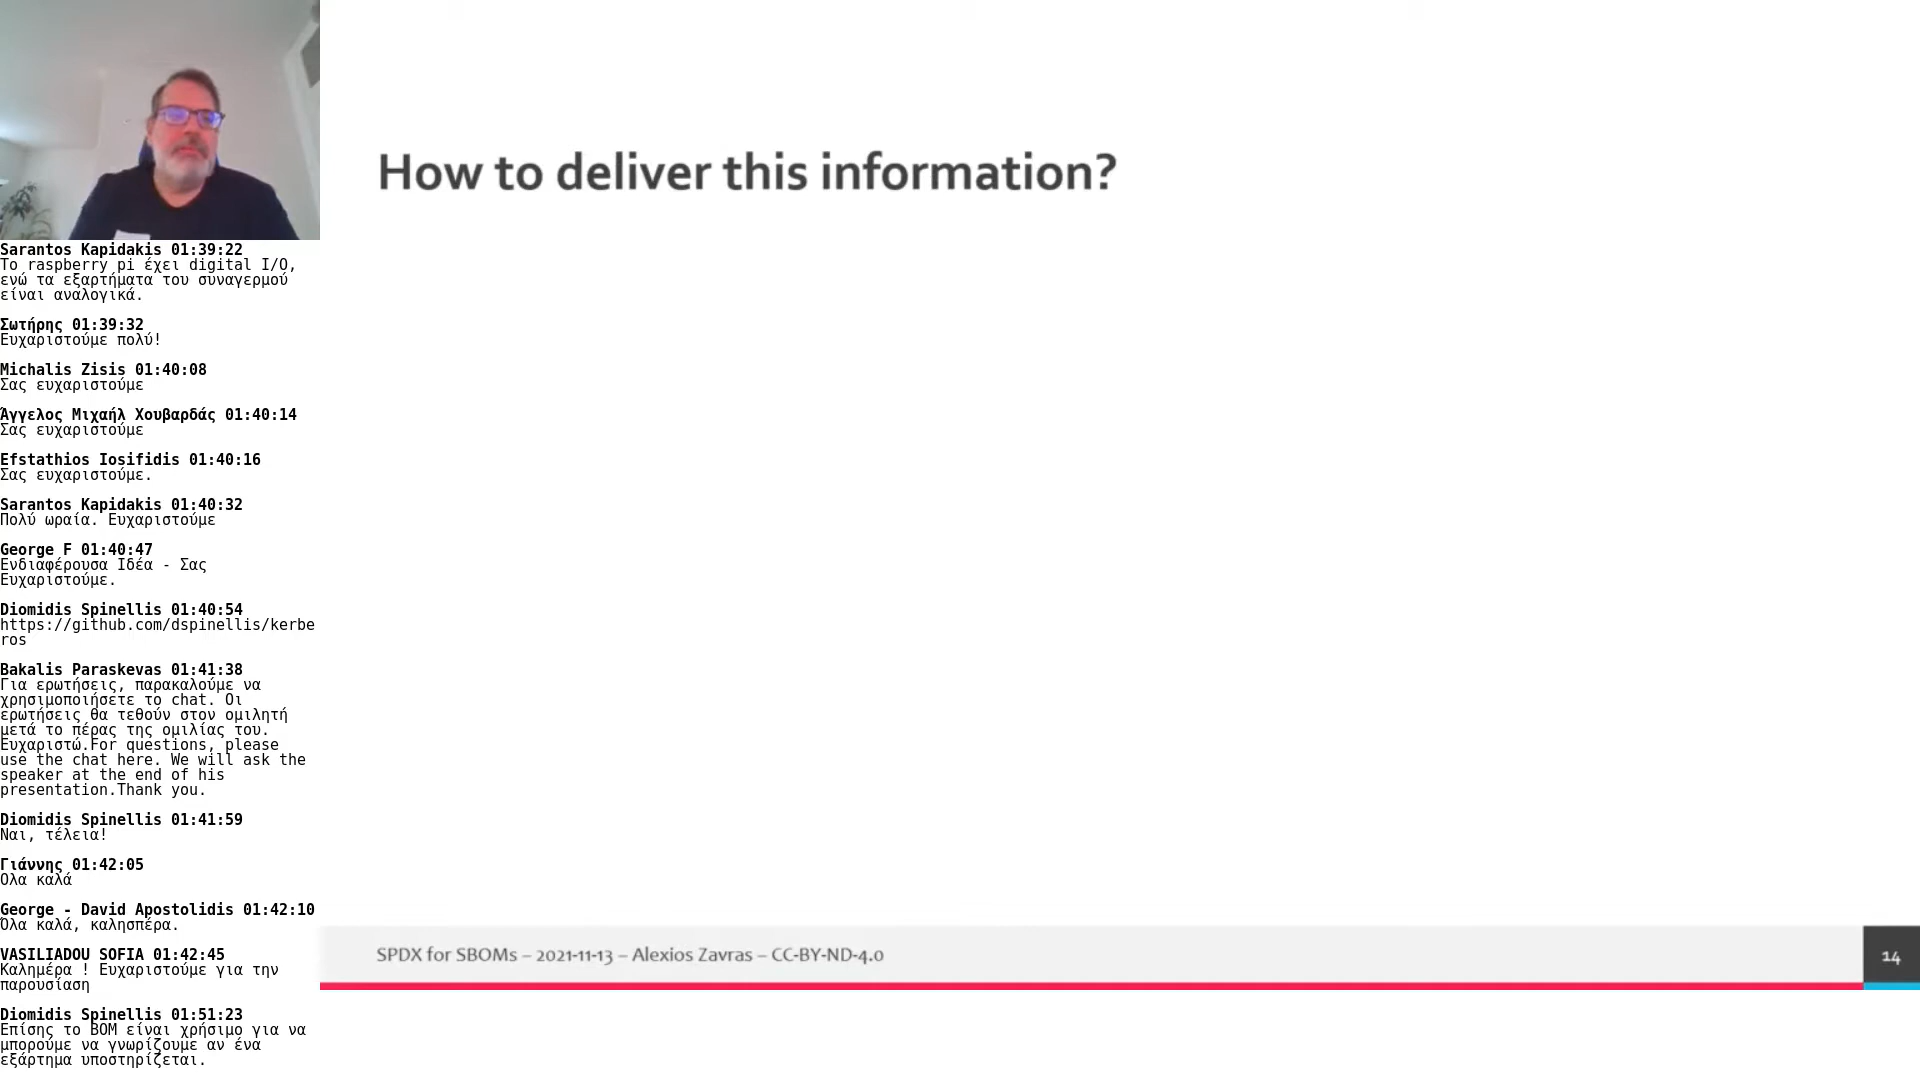 How to deliver this information?
Sarantos Kapidakis 01:39:22
Το raspberry pi έχει digital I/O,
ενώ τα εξαρτήματα του συναγερμού
είναι αναλογικά.
Σωτήρης 01:39:32
Ευχαριστούμε πολύ!
Michalis Zisis 01:40:08
Σας ευχαριστούμε
Άγγελος Μιχαήλ Χουβαρδάς 01:40:14
Σας ευχαριστούμε
Efstathios Iosifidis 01:40:16
Σας ευχαριστούμε.
Sarantos Kapidakis 01:40:32
Πολύ ωραία. Ευχαριστούμε
George F 01:40:47
Ενδιαφέρουσα Ιδέα - Σας
Ευχαριστούμε.
Diomidis Spinellis 01:40:54
https://github.com/dspinellis/kerbe
ros
Bakalis Paraskevas 01:41:38
Για ερωτήσεις, παρακαλούμε να
χρησιμοποιήσετε το chat. Οι
ερωτήσεις θα τεθούν στον ομιλητή
μετά το πέρας της ομιλίας του.
Ευχαριστώ.For questions, please
use the chat here. We will ask the
speaker at the end of his
presentation.Thank you.
Diomidis Spinellis 01:41:59
Ναι, τέλεια!
Γιάννης 01:42:05
Ολα καλά
George - David Apostolidis 01:42:10
Όλα καλά, καλησπέρα.
VASILIADOU SOFIA 01:42:45
Καλημέρα ! Ευχαριστούμε για την
παρουσίαση
Diomidis Spinellis 01:51:23
Επίσης το BOM είναι χρήσιμο για να
μπορούμε να γνωρίζουμε αν ένα
εξάρτημα υποστηρίζεται.
SPDX for SBOMs – 2021-11-13 – Alexios Zavras – CC-BY-ND-4.0
14